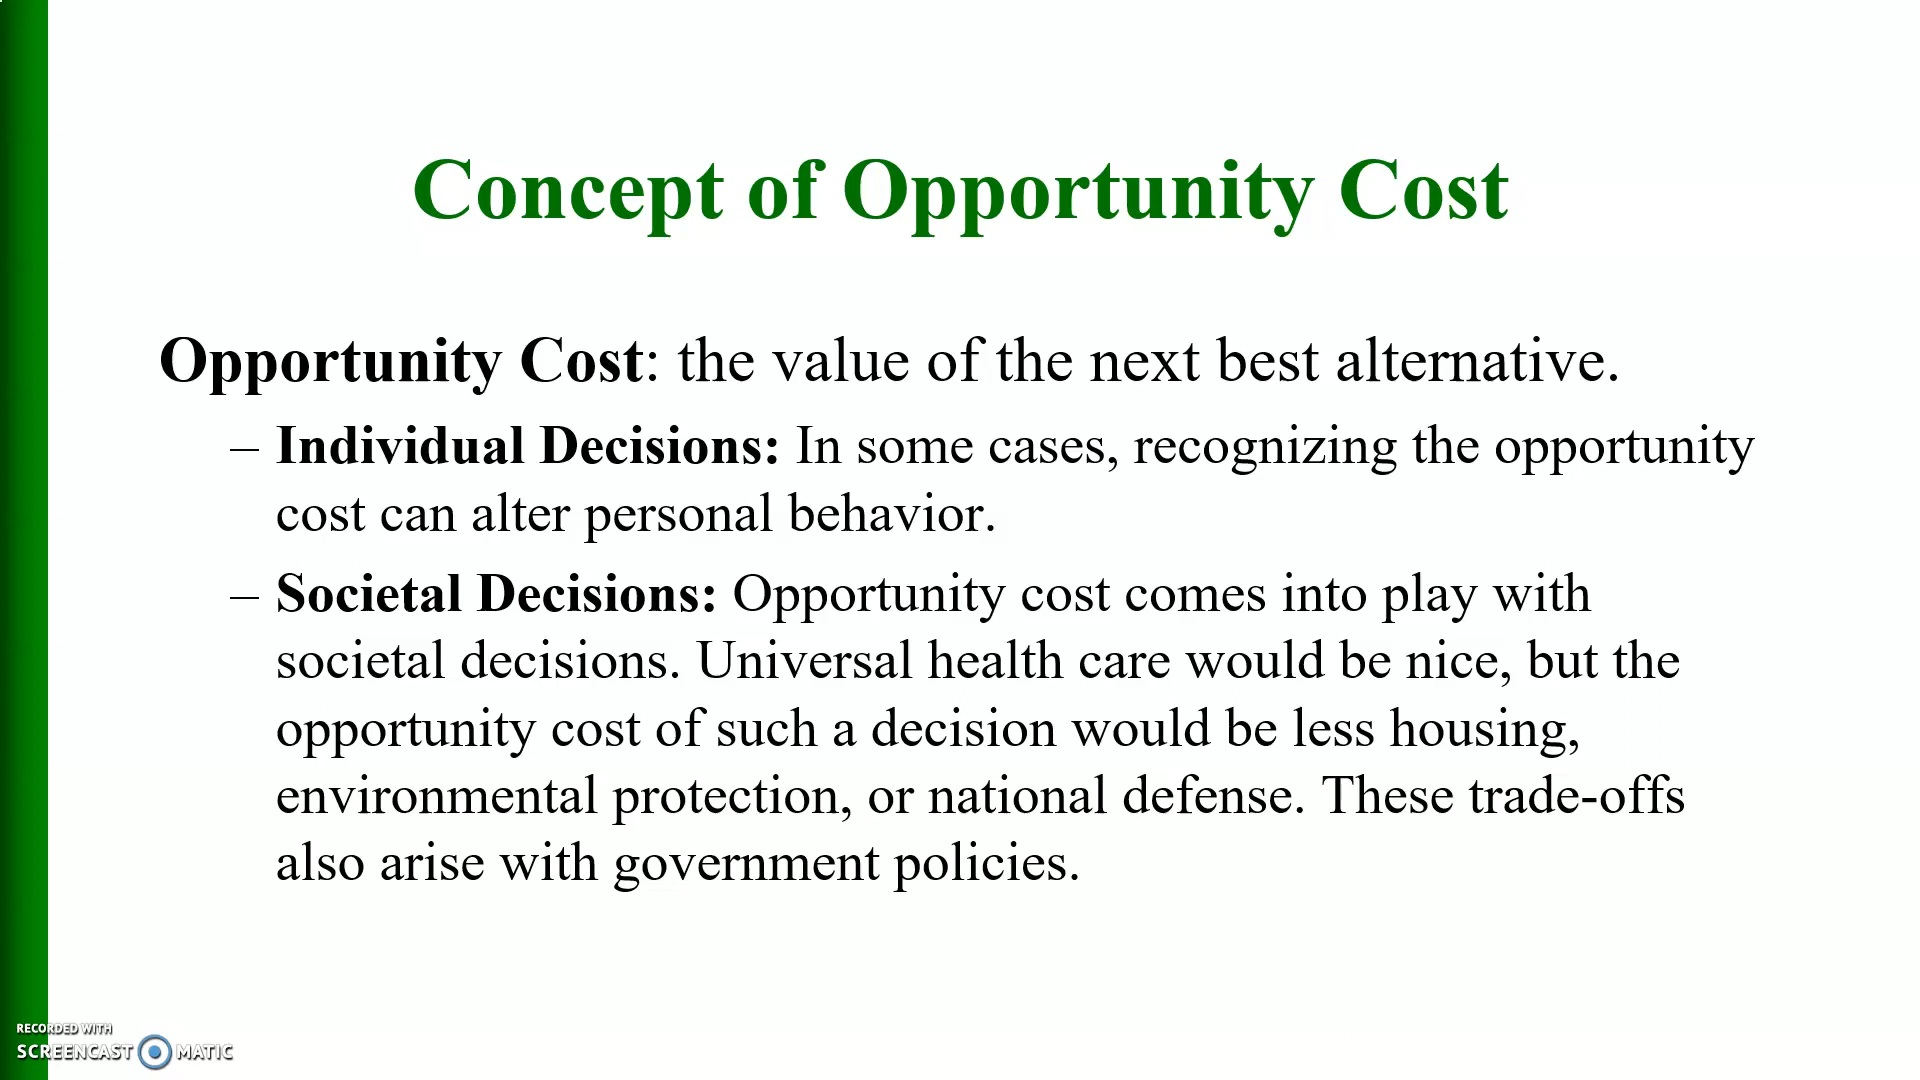 Concept of Opportunity Cost
Opportunity Cost: the value of the next best alternative.
– Individual Decisions: In some cases, recognizing the opportunity
cost can alter personal behavior.
– Societal Decisions: Opportunity cost comes into play with
societal decisions. Universal health care would be nice, but the
opportunity cost of such a decision would be less housing,
environmental protection, or national defense. These trade-offs
also arise with government policies.
RECORDED WITH
SCREENCAST MATIC